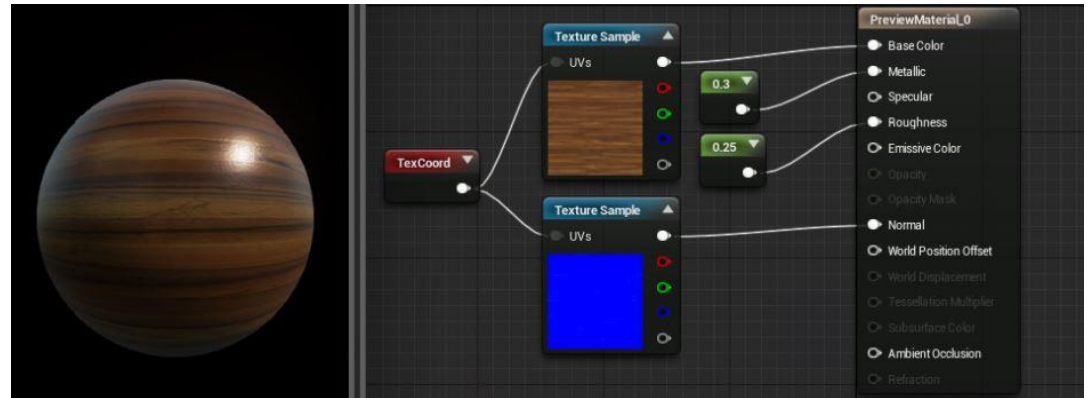 TexCoord
Texture Sample
UVs
Texture Sample
UVs
0.3
0.25
PreviewMaterial_0
Base Color
Metallic
Specular
Roughness
Emissive Color
Opacity
Opacity Mask
Normal
World Position Offset
World Displacement
Tessellation Multiplier
Subsurface Color
Ambient Occlusion
Refraction